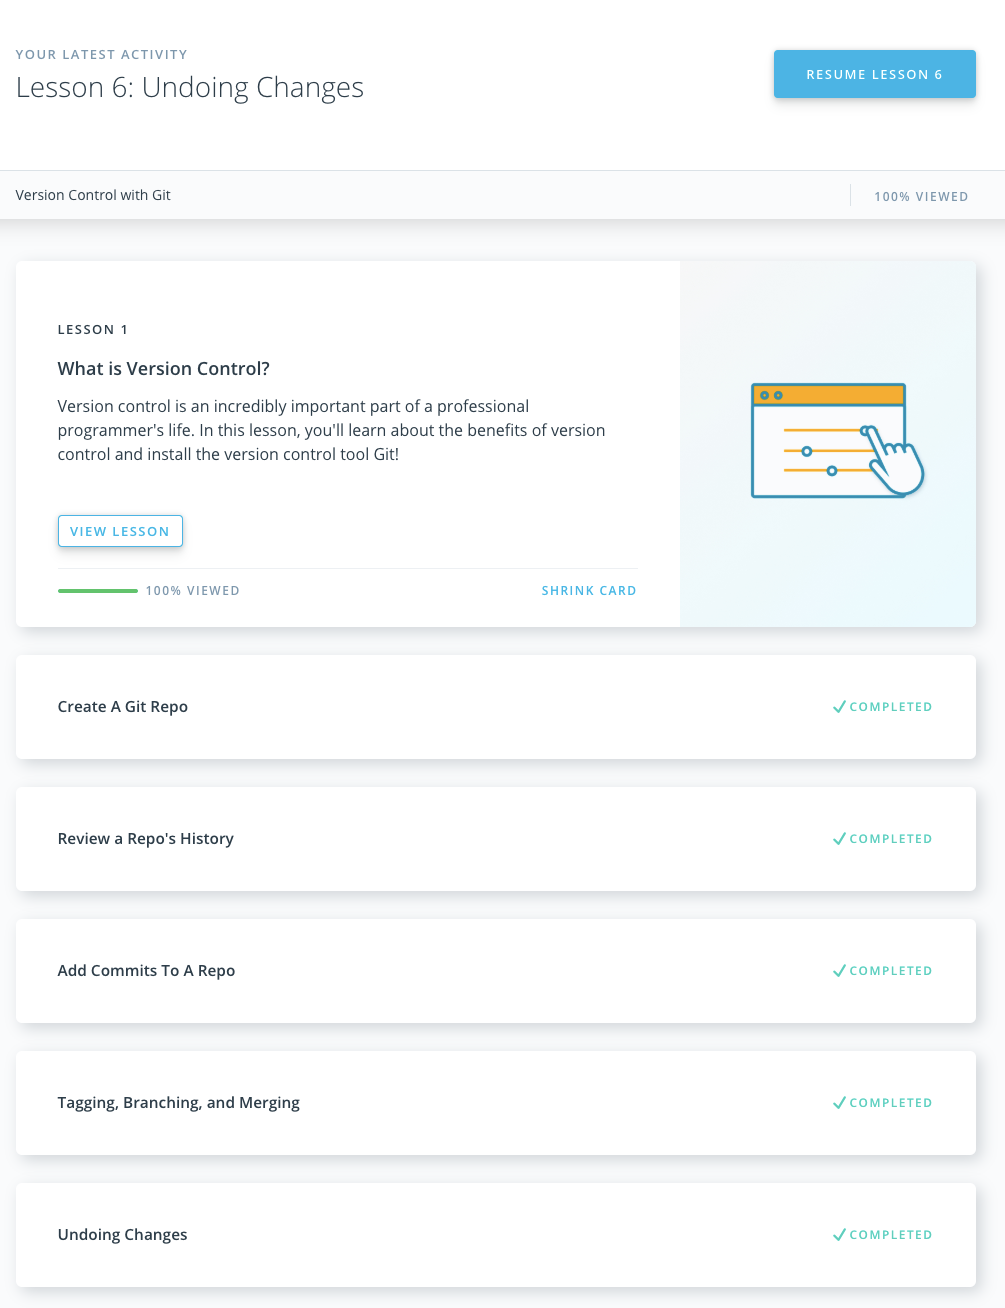 YOUR LATEST ACTIVITY
Lesson 6: Undoing Changes
RESUME LESSON 6
Version Control with Git
100% VIEWED
LESSON 1
What is Version Control?
Version control is an incredibly important part of a professional
programmer's life. In this lesson, you'll learn about the benefits of version
control and install the version control tool Git!
VIEW LESSON
100% VIEWED
SHRINK CARD
Create A Git Repo
COMPLETED
Review a Repo's History
COMPLETED
Add Commits To A Repo
COMPLETED
Tagging, Branching, and Merging
COMPLETED
Undoing Changes
COMPLETED